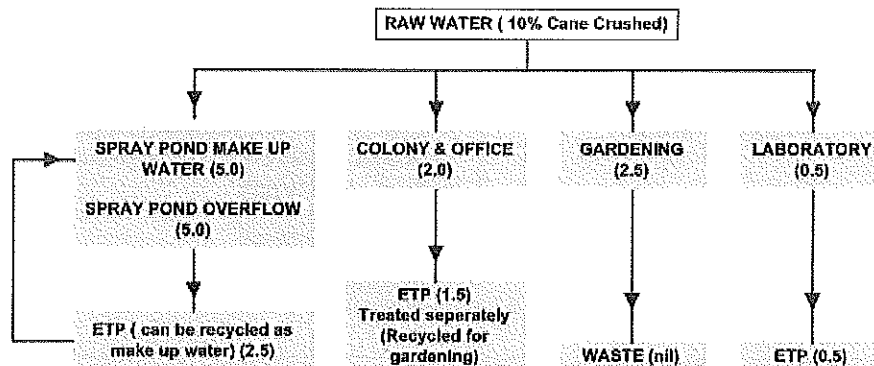 RAW WATER ( 10% Cane Crushed)
SPRAY POND MAKE UP
WATER (5.0)
SPRAY POND OVERFLOW
(5.0)
ETP ( can be recycled as
make up water) (2.5)
COLONY & OFFICE
(2.0)
ETP (1.5)
Treated seperately
(Recycled for
gardening)
GARDENING
(2.5)
WASTE (nil)
LABORATORY
(0.5)
ETP (0.5)